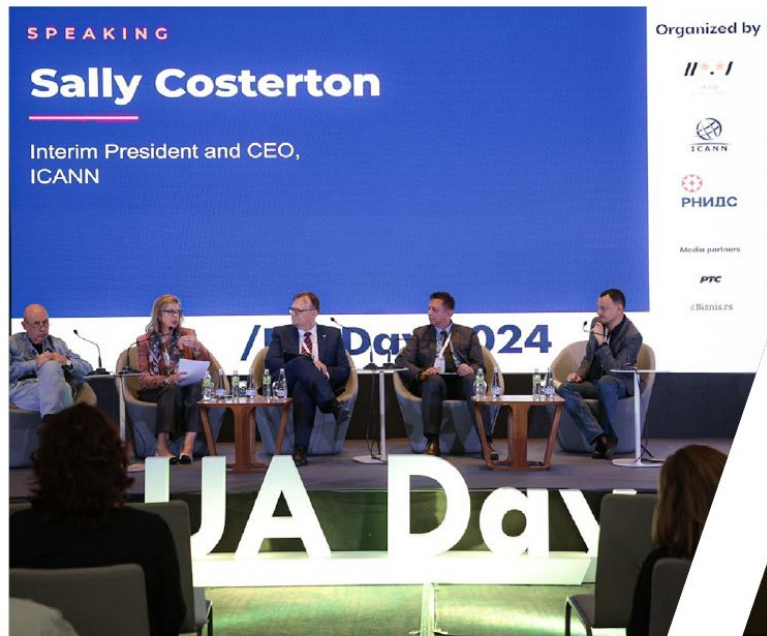 SPEAKING
Sally Costerton
Interim President and CEO,
ICANN
Organized by
ICANN
РНИДС
Media partners
РТС
eBiznis.rs
UA Day